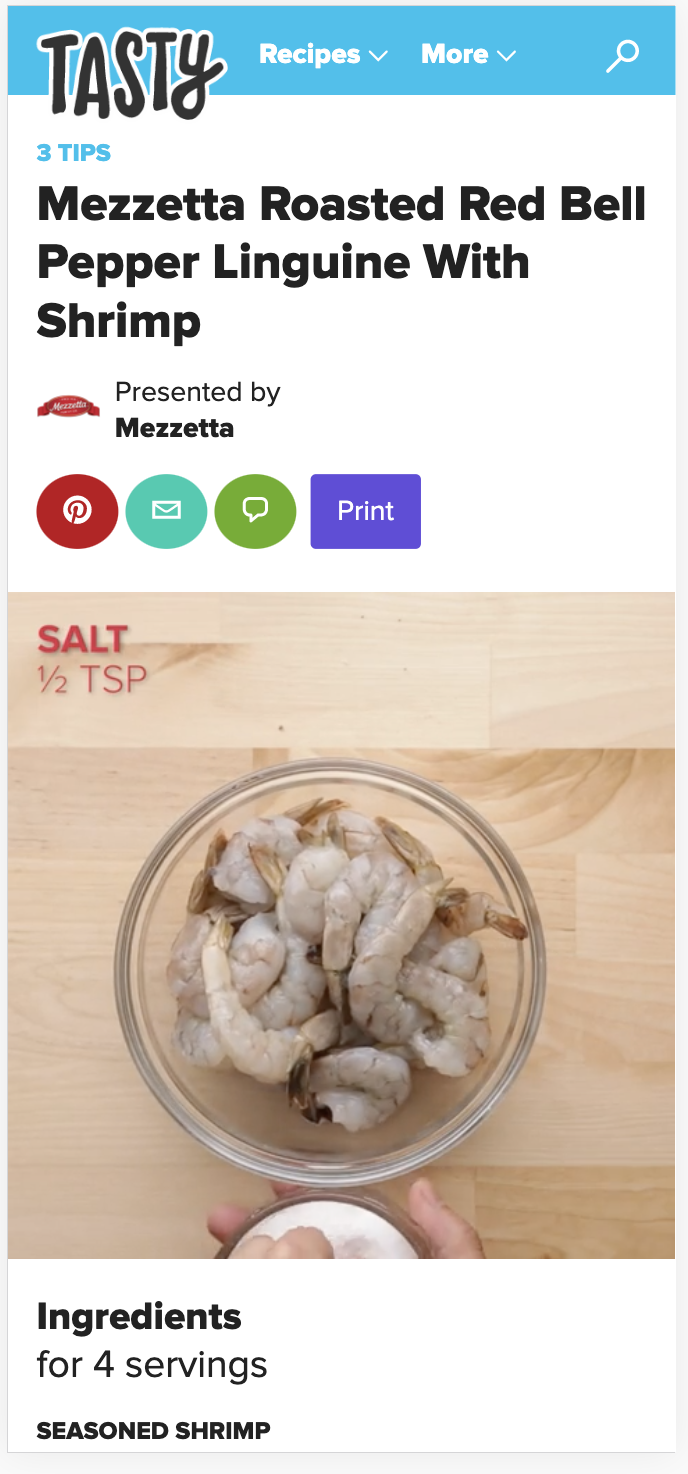 TASTY
Recipes More
3 TIPS
Mezzetta Roasted Red Bell
Pepper Linguine With
Shrimp
Mezzetta
Presented by
Mezzetta
Print
SALT
½ TSP
Ingredients
for 4 servings
SEASONED SHRIMP